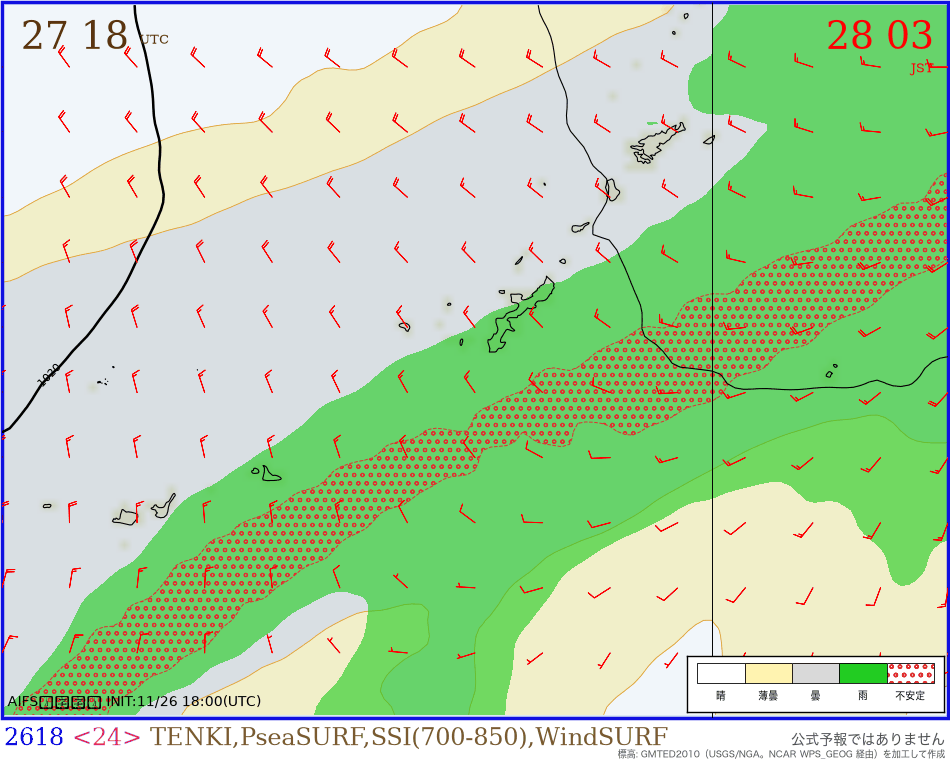 27 18 UTC
28 03
JST
1020
AIFS INIT:11/26 18:00(UTC)
晴 薄曇 曇 雨 不安定
2618 <24> TENKI,PseaSURF,SSI(700-850),WindSURF
公式予報ではありません
標高: GMTED2010（USGS/NGA。NCAR WPS_GEOG 経由）を加工して作成